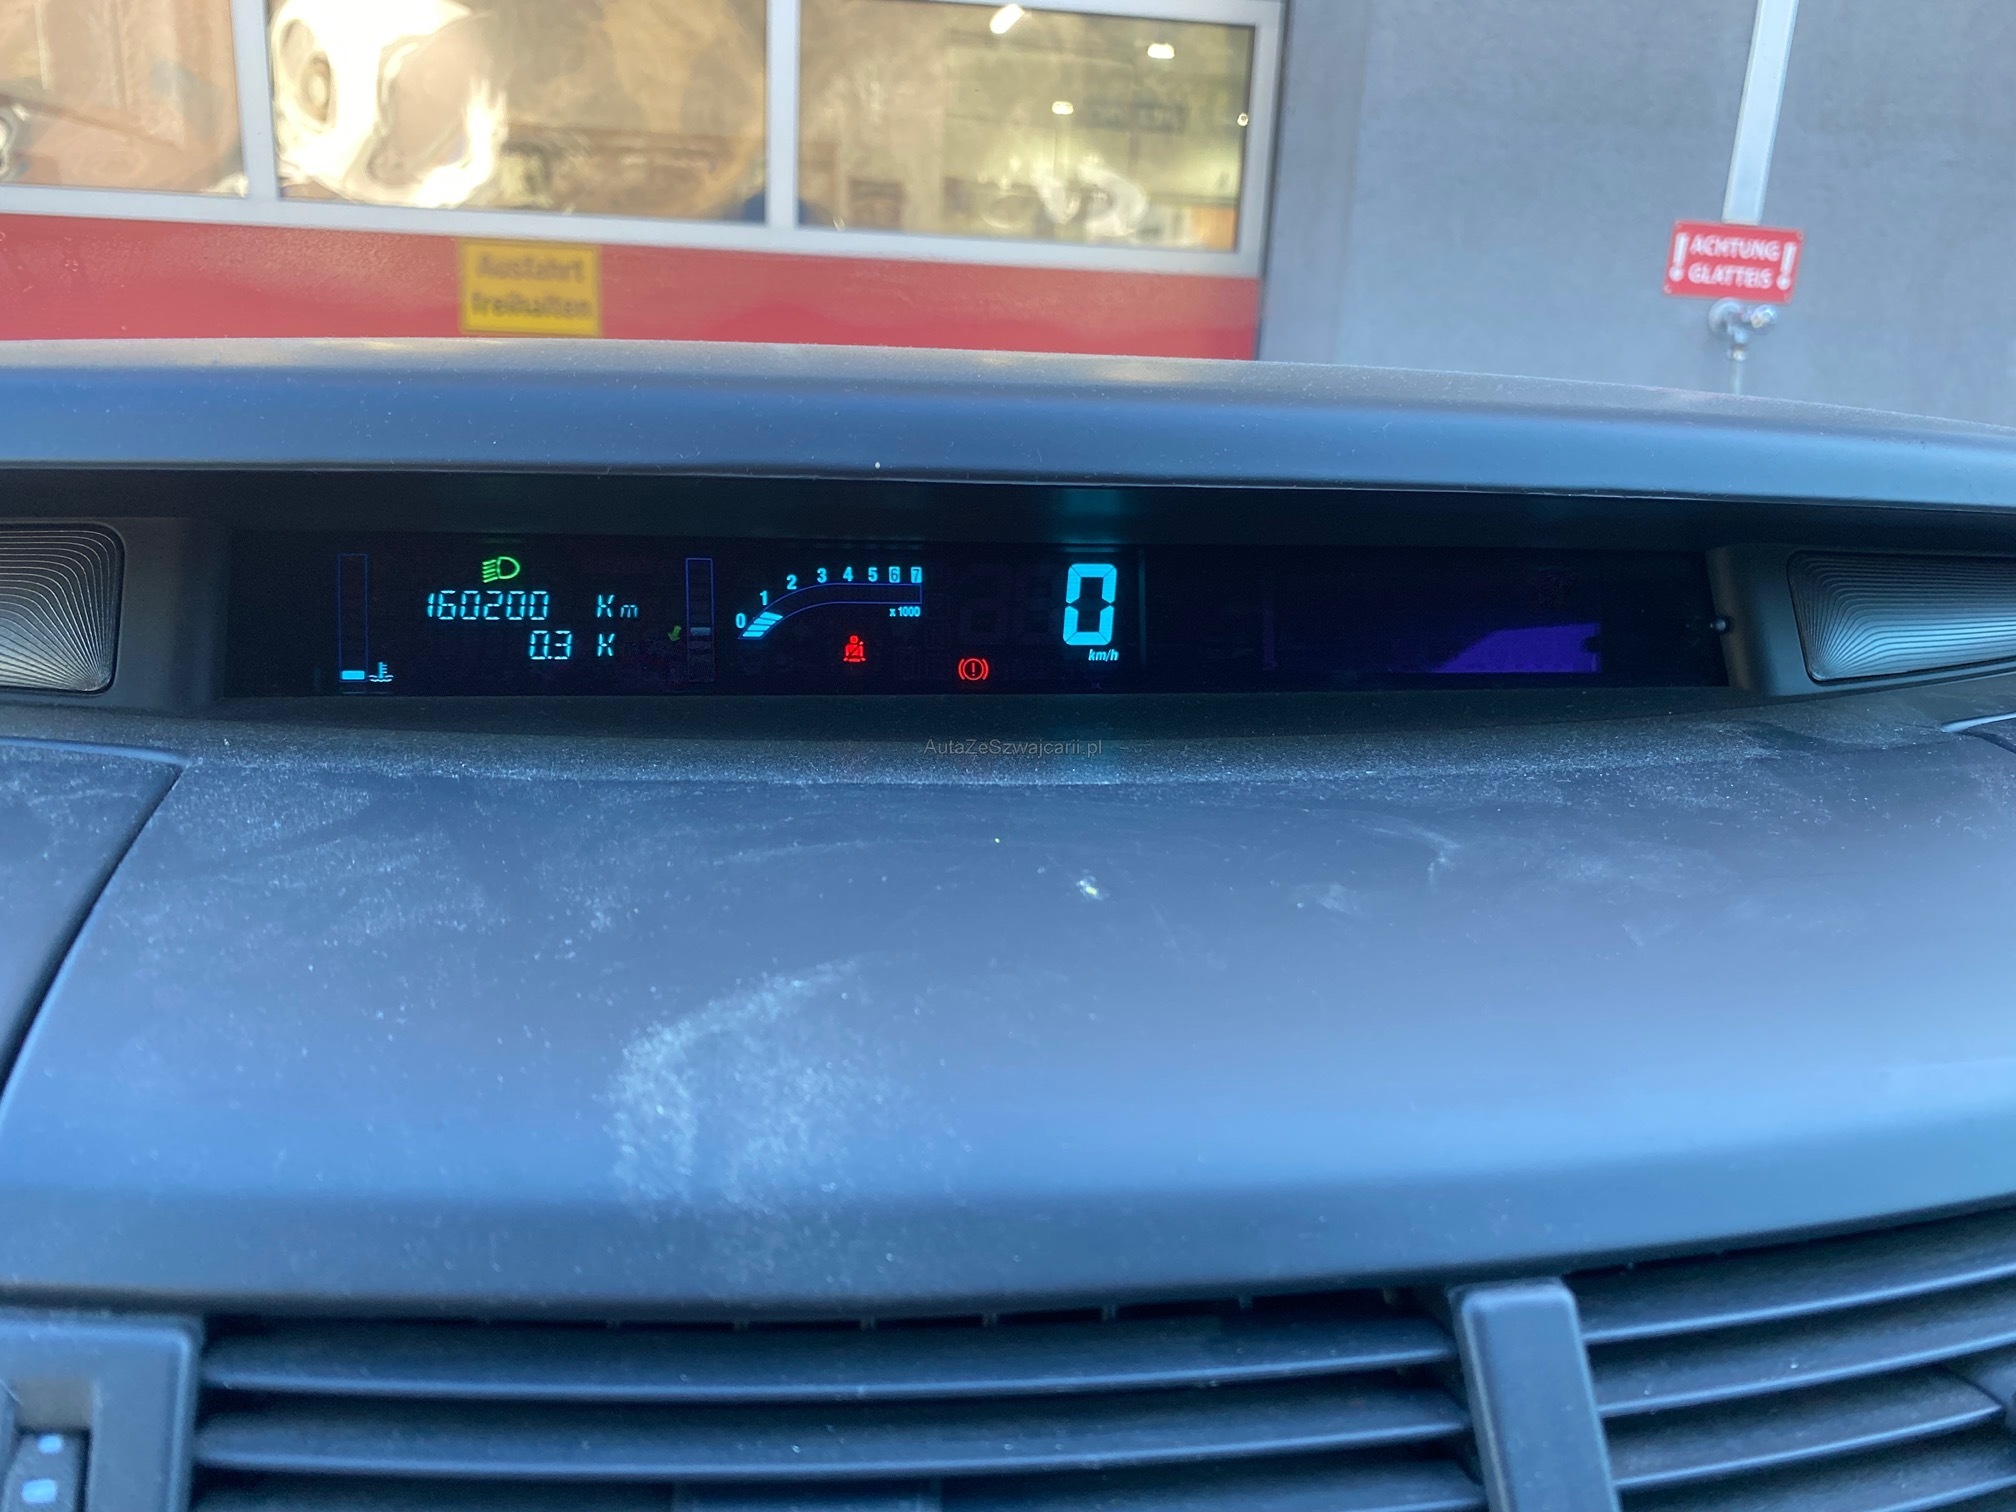 Ausfahrt
freihalten
! ACHTUNG !
GLATTEIS
160200 Km
0.3 K
0 1 2 3 4 5 6 7
x 1000
0
km/h
AutaZeSzwajcarii.pl